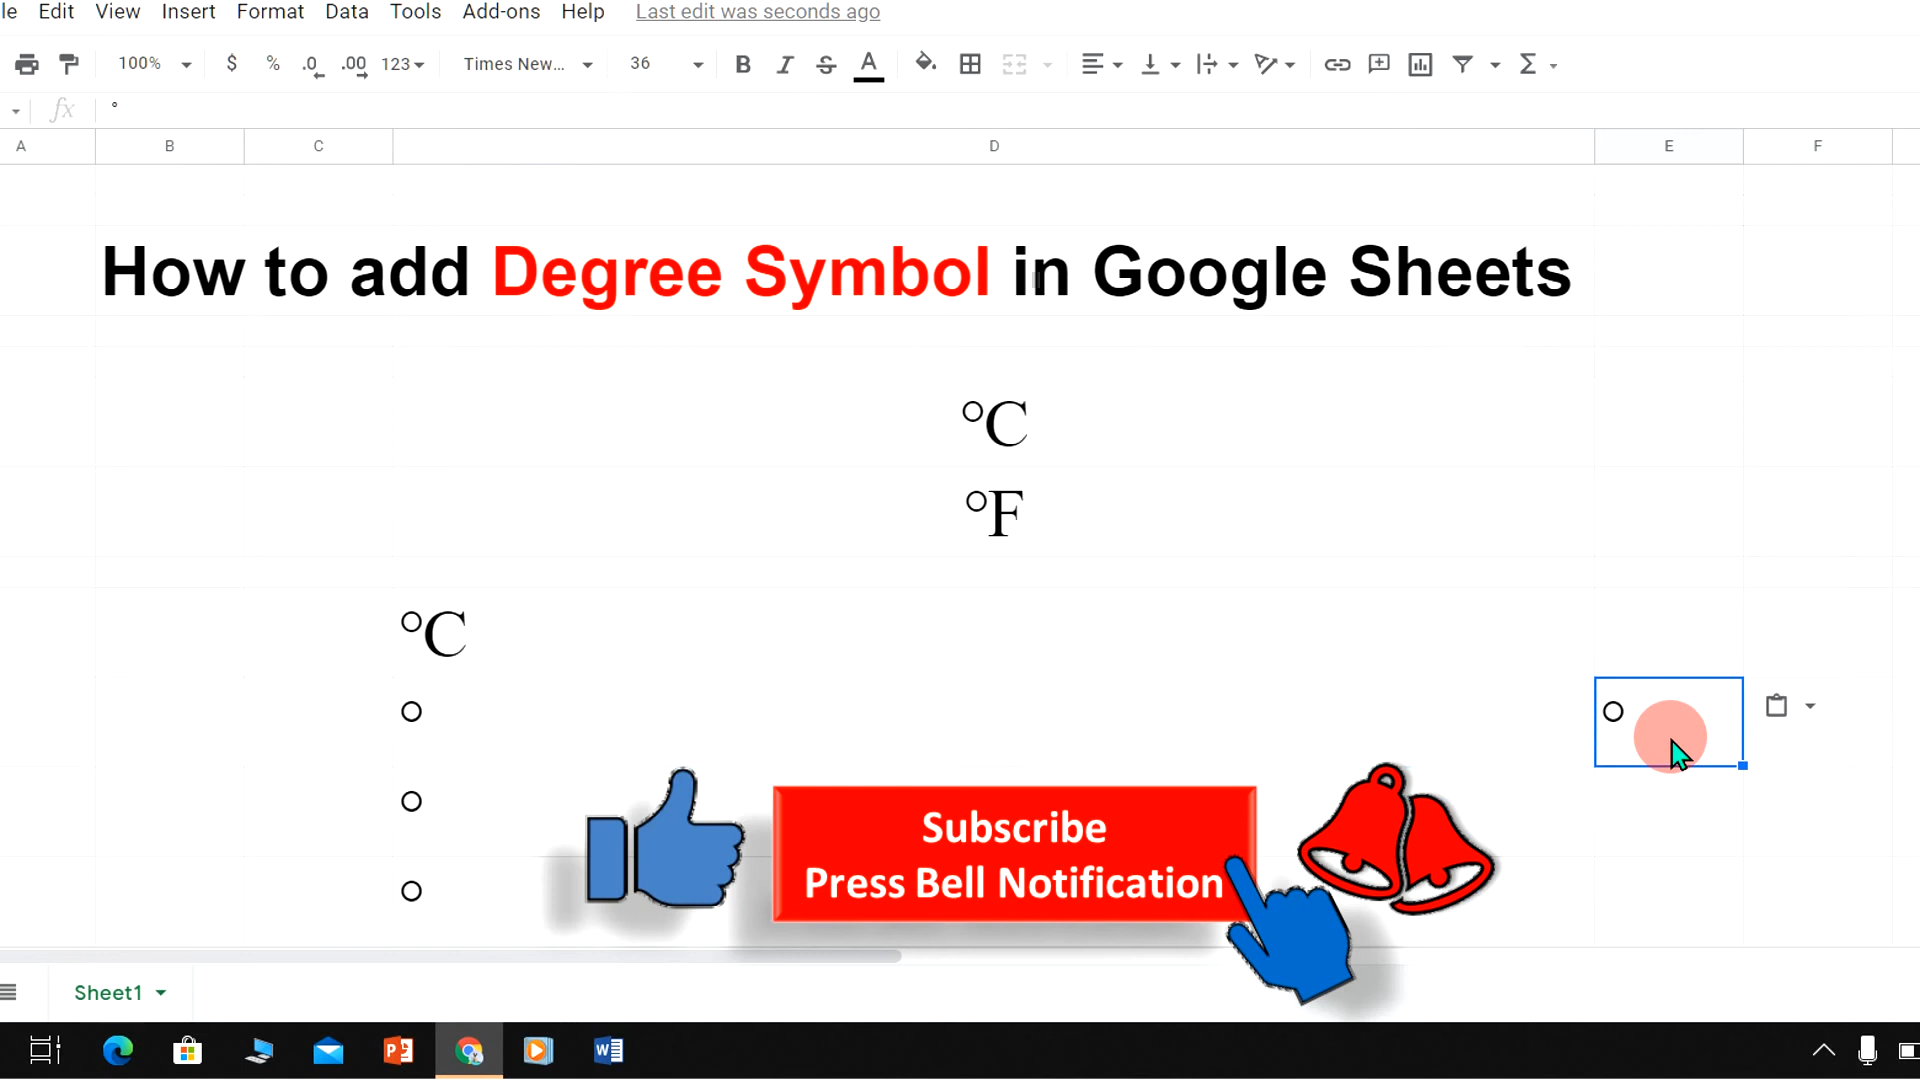 le Edit View Insert Format Data Tools Add-ons Help Last edit was seconds ago
100% $ % .0 .00 123 Times New... 36 B I S A Σ
fx °
A B C D E F
How to add Degree Symbol in Google Sheets
°C
°F
°C
° °
°
°
Subscribe
Press Bell Notification
Sheet1